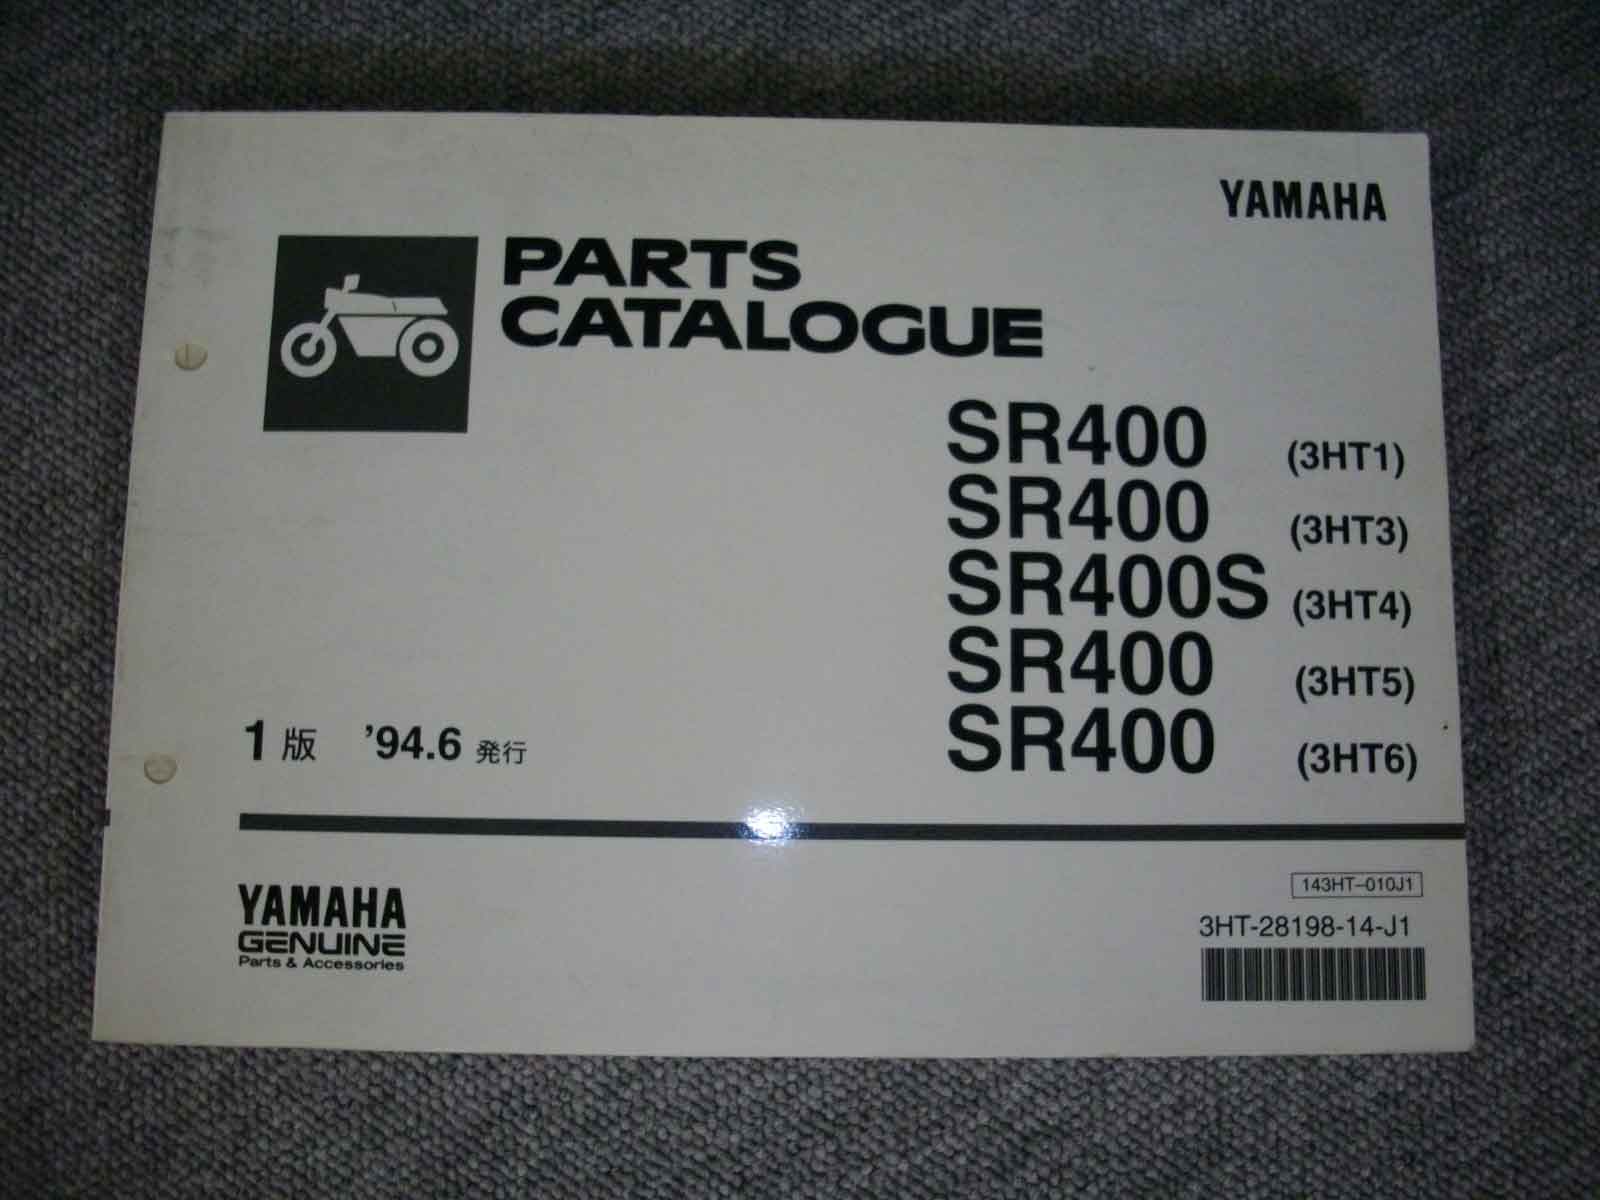 YAMAHA
PARTS
CATALOGUE
SR400 (3HT1)
SR400 (3HT3)
SR400S (3HT4)
SR400 (3HT5)
SR400 (3HT6)
1版 ’94.6 発行
YAMAHA
GENUINE
Parts & Accessories
143HT-010J1
3HT-28198-14-J1